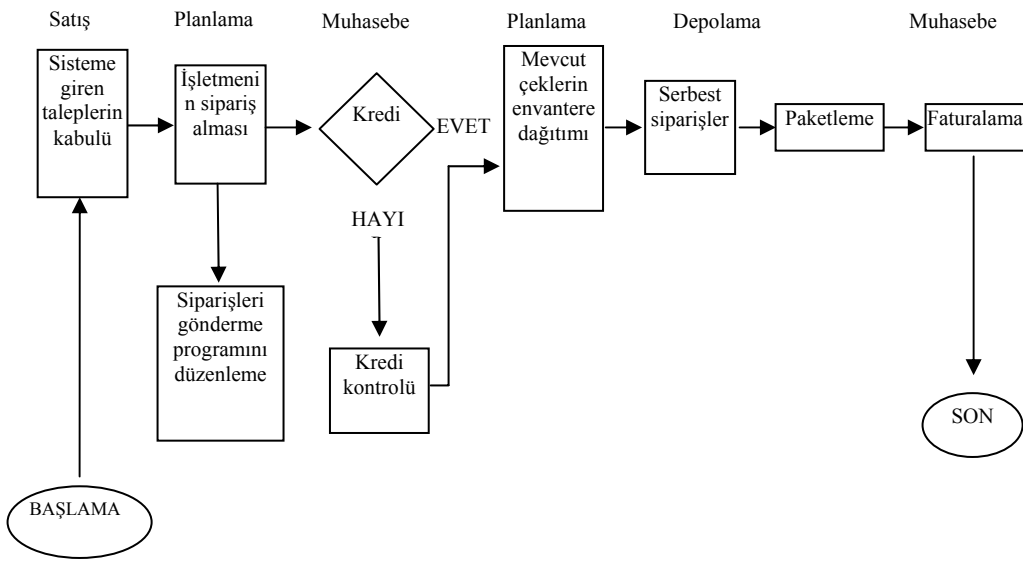 Satış
Planlama
Muhasebe
Planlama
Depolama
Muhasebe
Sisteme
giren
taleplerin
kabulü
İşletmeni
n sipariş
alması
Kredi
EVET
HAYI
Mevcut
çeklerin
envantere
dağıtımı
Serbest
siparişler
Paketleme
Faturalama
Siparişleri
gönderme
programını
düzenleme
Kredi
kontrolü
SON
BAŞLAMA